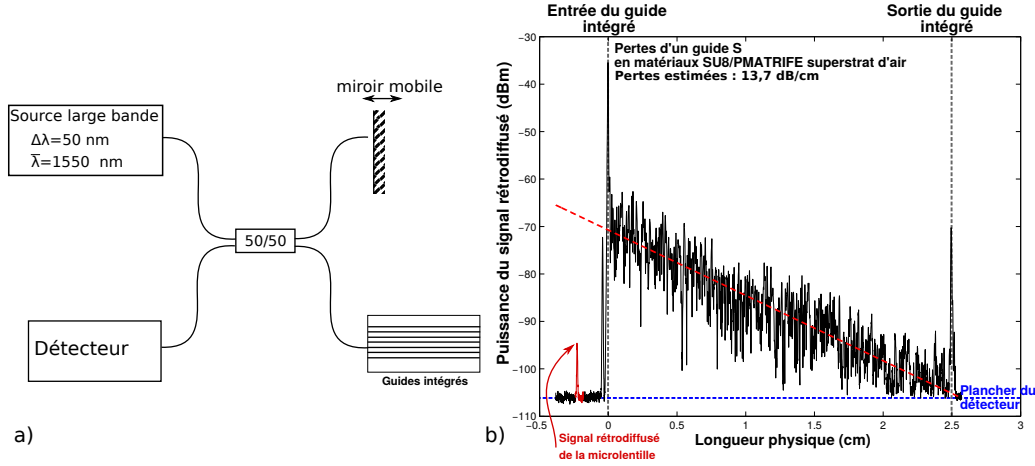 Source large bande
Δλ=50 nm
λ̅=1550 nm
miroir mobile
50/50
Détecteur
Guides intégrés
a)
Entrée du guide
intégré
Sortie du guide
intégré
Pertes d'un guide S
en matériaux SU8/PMATRIFE superstrat d'air
Pertes estimées : 13,7 dB/cm
Puissance du signal rétrodiffusé (dBm)
−30
−40
−50
−60
−70
−80
−90
−100
−110
Plancher du
détecteur
−0.5
0
0.5
1
1.5
2
2.5
3
Longueur physique (cm)
Signal rétrodiffusé
de la microlentille
b)